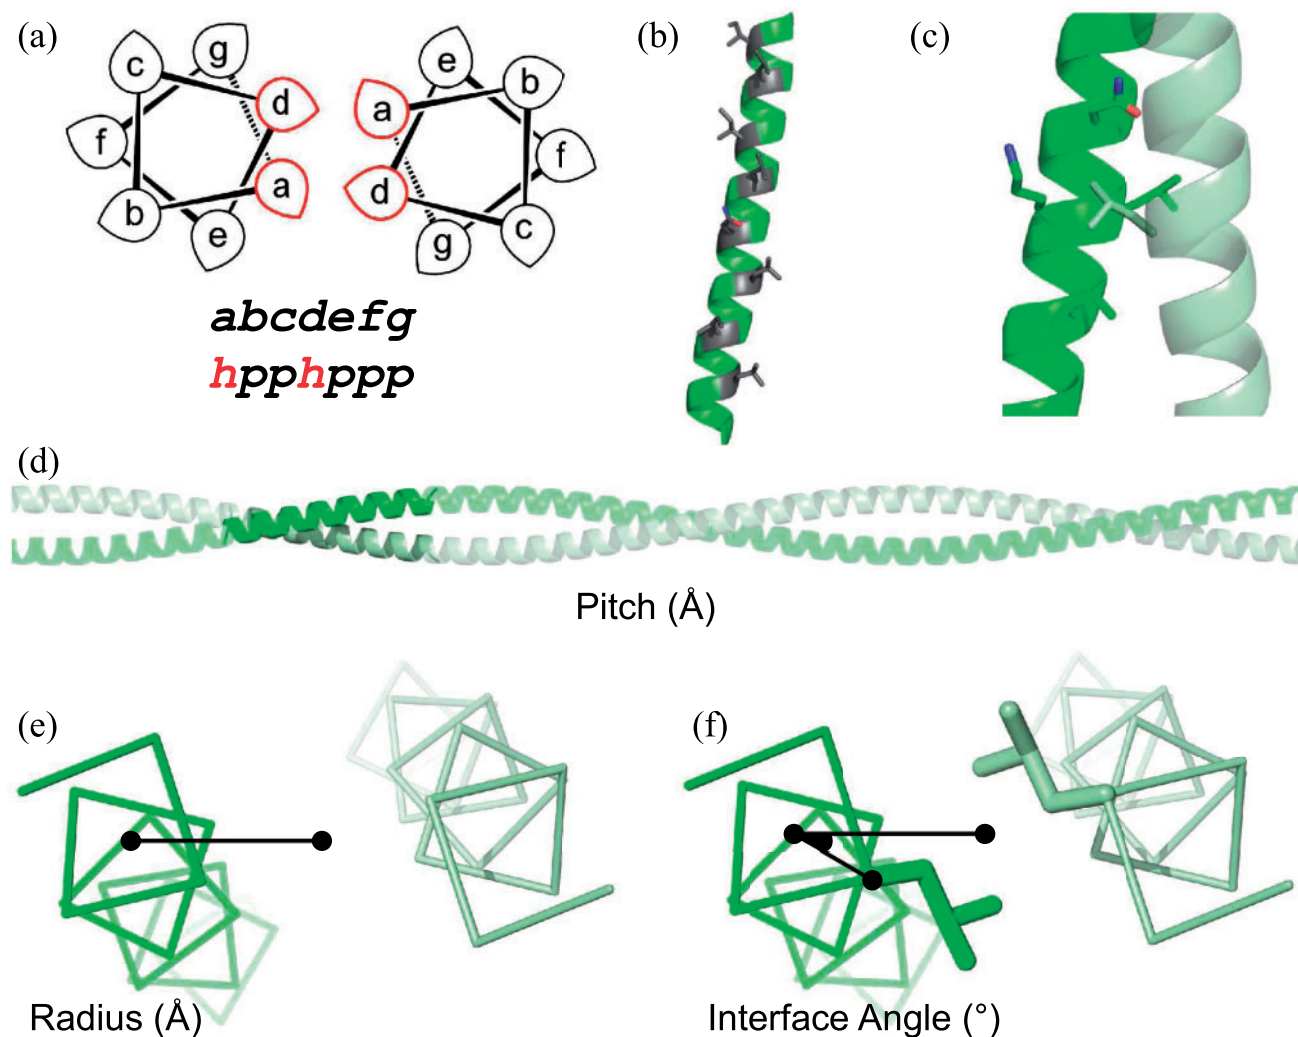 (a)
(b)
(c)
g
c
d
f
a
b
e
e
b
a
f
d
c
g
abcdefg
hpphppp
(d)
Pitch (Å)
(e)
(f)
Radius (Å)
Interface Angle (°)